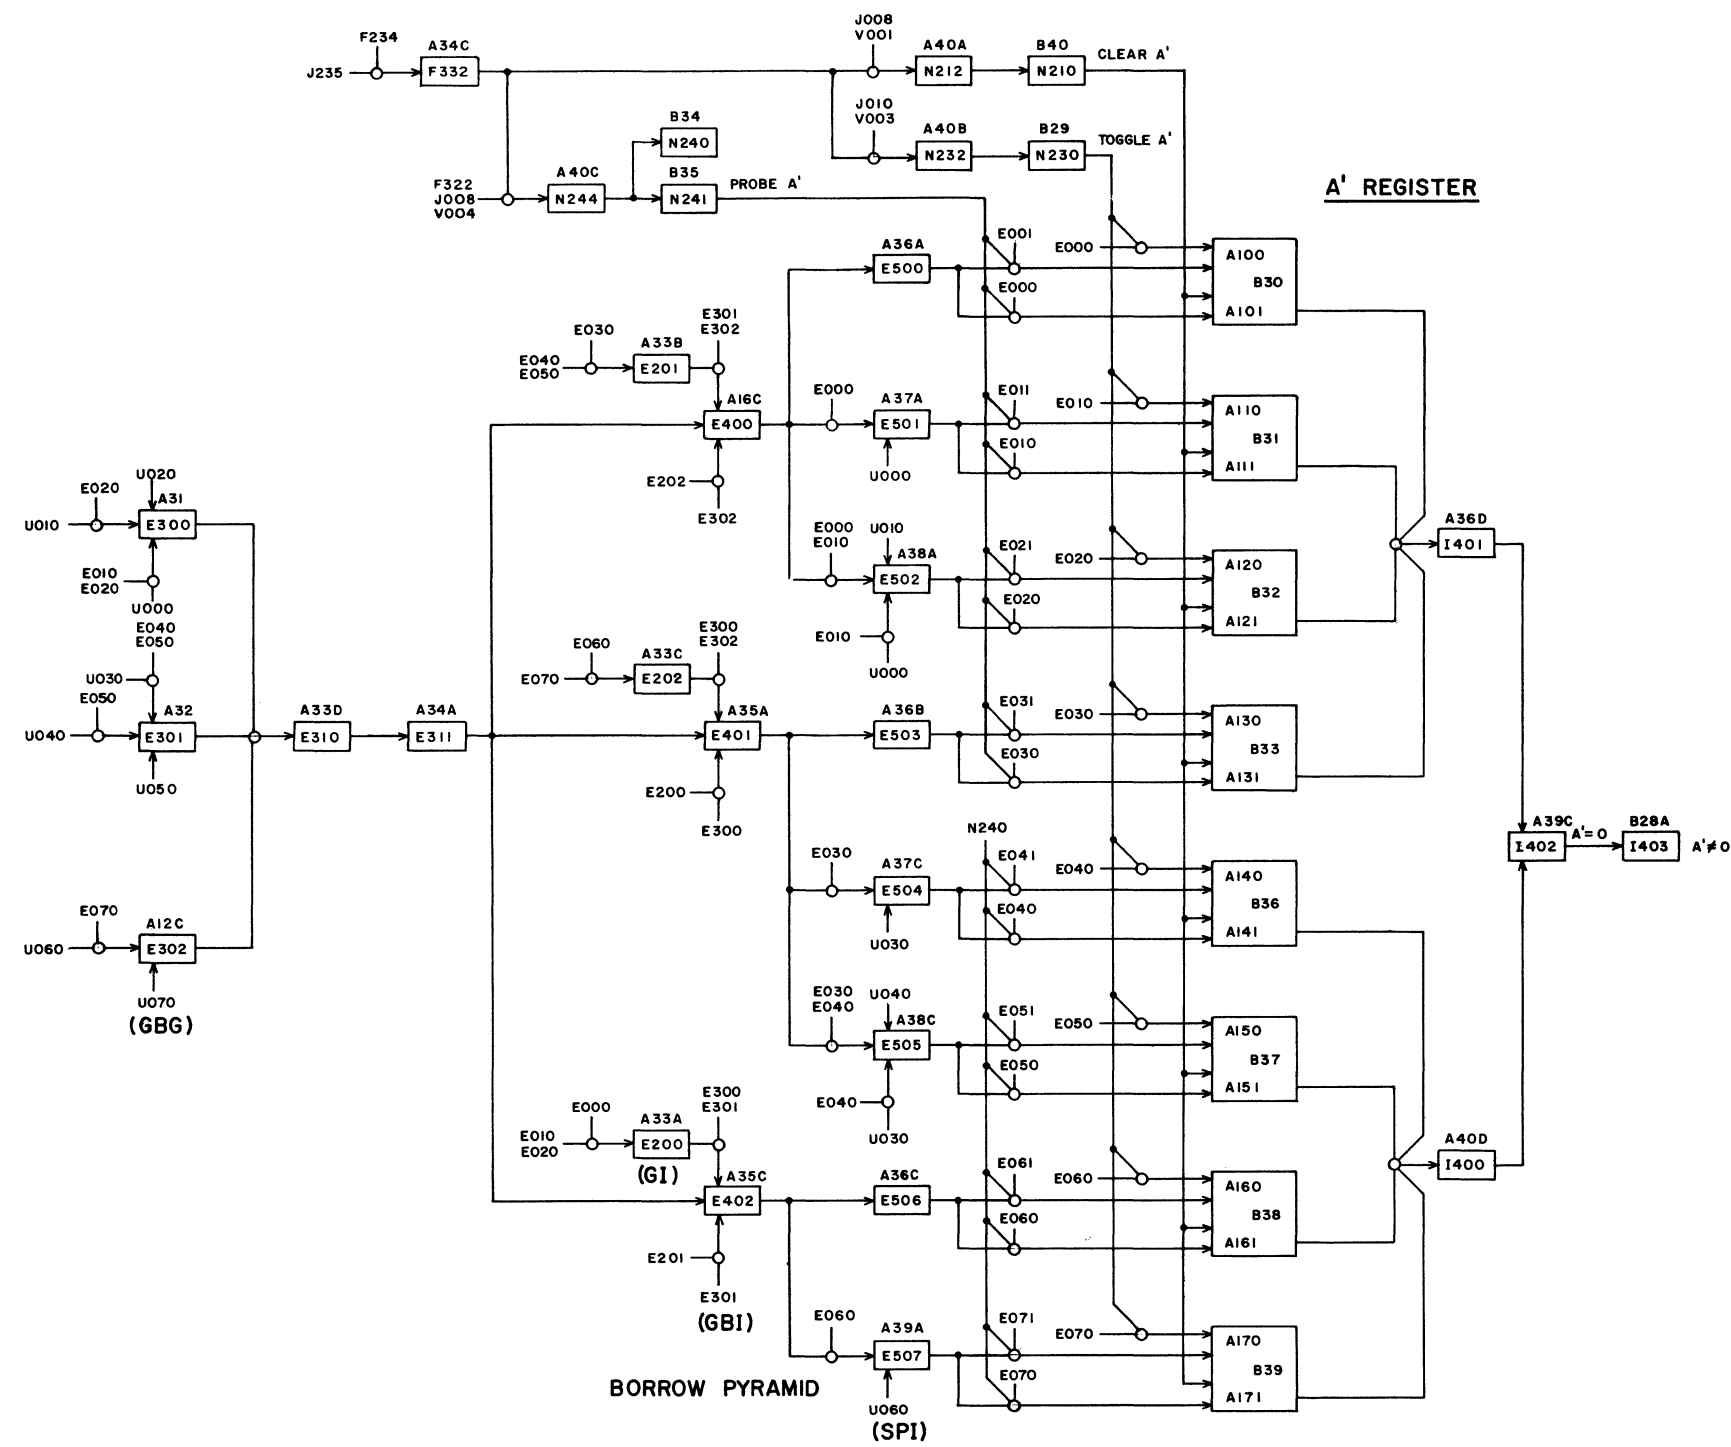 J008
V001
F234
A34C
A40A
B40
CLEAR A'
J235
F332
N212
N210
J010
V003
B34
A40B
B29
TOGGLE A'
N240
N232
N230
A40C
B35
PROBE A'
F322
J008
V004
N244
N241
A' REGISTER
E001
A36A
E000
E500
A100
B30
A101
E000
E301
E302
E030
A33B
E040
E050
E201
A16C
E400
E000
A37A
E501
U000
E011
E010
E010
A110
B31
A111
E202
E302
U020
E020
A31
U010
E300
E010
E020
U000
E000
E010
U010
A38A
E502
E010
U000
E021
E020
E020
A120
B32
A121
A36D
I401
E040
E050
U030
E050
A32
U040
E301
U050
A33D
E310
A34A
E311
E300
E302
E060
A33C
E070
E202
A35A
E401
E200
E300
A36B
E503
E031
E030
E030
A130
B33
A131
N240
E030
A37C
E504
U030
E041
E040
E040
A140
B36
A141
A39C
I402
A'=0
B28A
I403
A'≠0
E070
A12C
U060
E302
U070
(GBG)
E030
E040
U040
A38C
E505
E040
U030
E051
E050
E050
A150
B37
A151
E300
E301
E000
A33A
E010
E020
E200
(GI)
A35C
E402
E201
E301
(GBI)
A36C
E506
E061
E060
E060
A160
B38
A161
A40D
I400
E060
A39A
E507
U060
(SPI)
E071
E070
E070
A170
B39
A171
BORROW PYRAMID